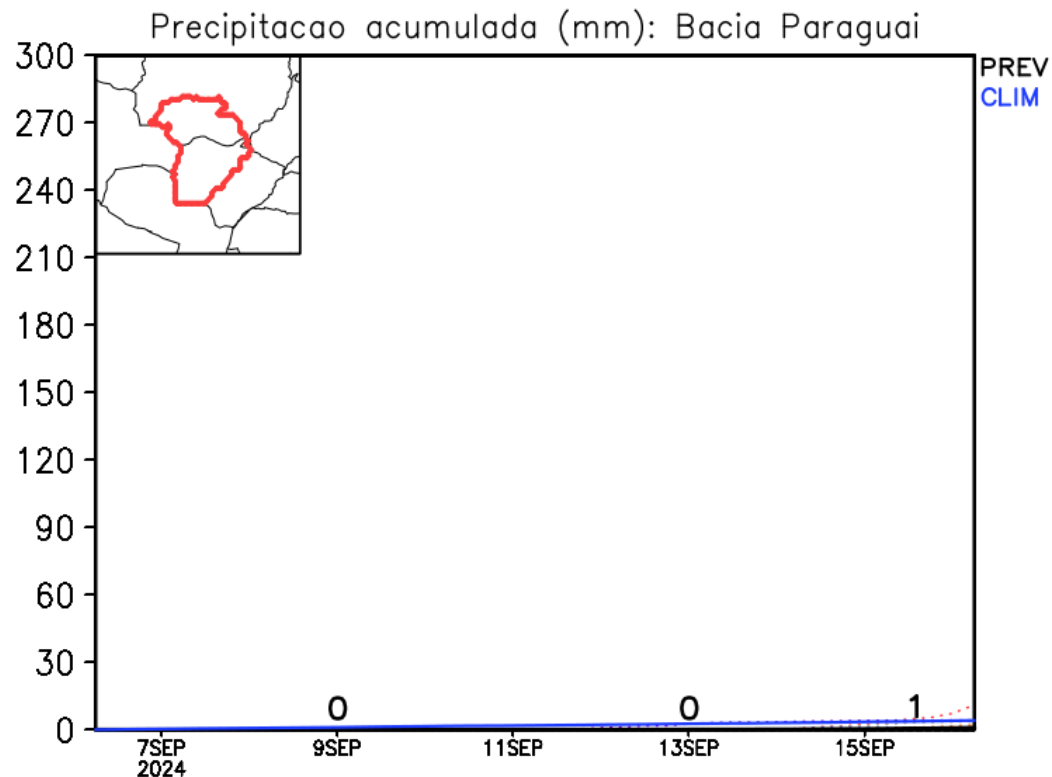 Precipitacao acumulada (mm): Bacia Paraguai
PREV
CLIM
300
270
240
210
180
150
120
90
60
30
0
0 0 1
7SEP 9SEP 11SEP 13SEP 15SEP
2024